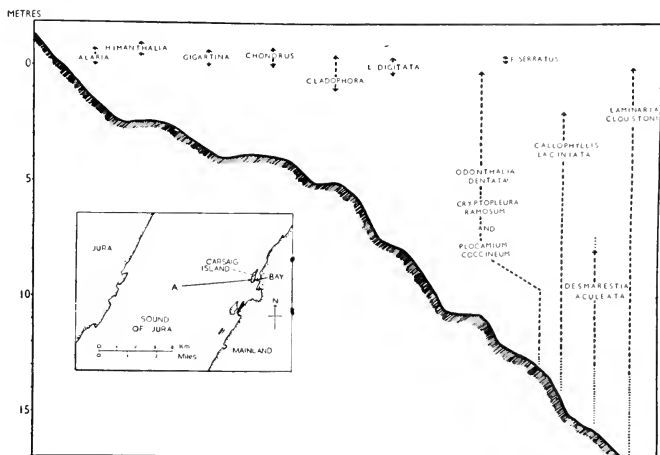 METRES
0
5
10
15
ALARIA
HIMANTHALIA
GIGARTINA
CHONDRUS
CLADOPHORA
L DIGITATA
F. SERRATUS
ODONTHALIA
DENTATA
CRYPTOPLEURA
RAMOSUM
AND
PLOCAMIUM
COCCINEUM
CALLOPHYLLIS
LACINIATA
DESMARESTIA
ACULEATA
LAMINARIA
CLOUSTONI
JURA
CARSAIG
ISLAND
BAY
A
N
SOUND
OF JURA
MAINLAND
Km
Miles